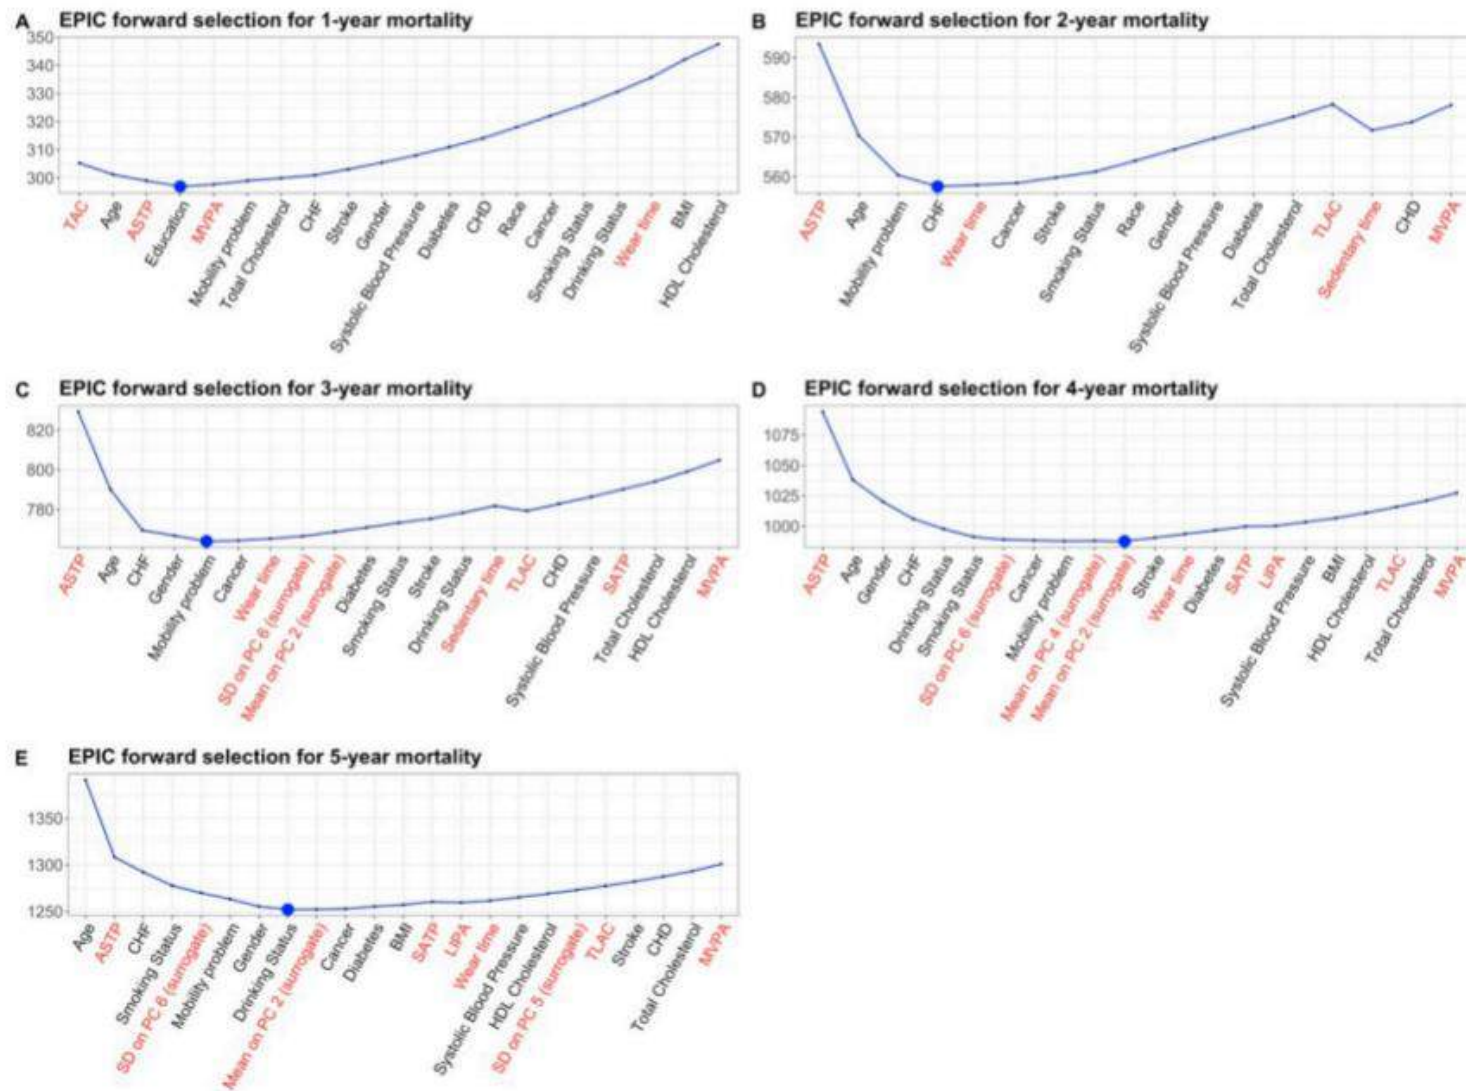 A EPIC forward selection for 1-year mortality
350
340
330
320
310
300
TAC
Age
ASTP
Education
MVPA
Mobility problem
Total Cholesterol
CHF
Stroke
Gender
Systolic Blood Pressure
Diabetes
CHD
Race
Cancer
Smoking Status
Drinking Status
Wear time
BMI
HDL Cholesterol
B EPIC forward selection for 2-year mortality
590
580
570
560
ASTP
Age
Mobility problem
CHF
Wear time
Cancer
Stroke
Smoking Status
Race
Gender
Systolic Blood Pressure
Diabetes
Total Cholesterol
TLAC
Sedentary time
CHD
MVPA
C EPIC forward selection for 3-year mortality
820
800
780
ASTP
Age
CHF
Gender
Mobility problem
Cancer
Wear time
SD on PC 6 (surrogate)
Mean on PC 2 (surrogate)
Diabetes
Smoking Status
Stroke
Drinking Status
Sedentary time
TLAC
CHD
Systolic Blood Pressure
SATP
Total Cholesterol
HDL Cholesterol
MVPA
D EPIC forward selection for 4-year mortality
1075
1050
1025
1000
ASTP
Age
Gender
CHF
Drinking Status
Smoking Status
SD on PC 6 (surrogate)
Cancer
Mobility problem
Mean on PC 4 (surrogate)
Mean on PC 2 (surrogate)
Stroke
Wear time
Diabetes
SATP
LIPA
Systolic Blood Pressure
BMI
HDL Cholesterol
TLAC
Total Cholesterol
MVPA
E EPIC forward selection for 5-year mortality
1350
1300
1250
Age
ASTP
CHF
Smoking Status
SD on PC 6 (surrogate)
Mobility problem
Gender
Drinking Status
Mean on PC 2 (surrogate)
Cancer
Diabetes
BMI
SATP
LIPA
Wear time
Systolic Blood Pressure
HDL Cholesterol
SD on PC 5 (surrogate)
TLAC
Stroke
CHD
Total Cholesterol
MVPA